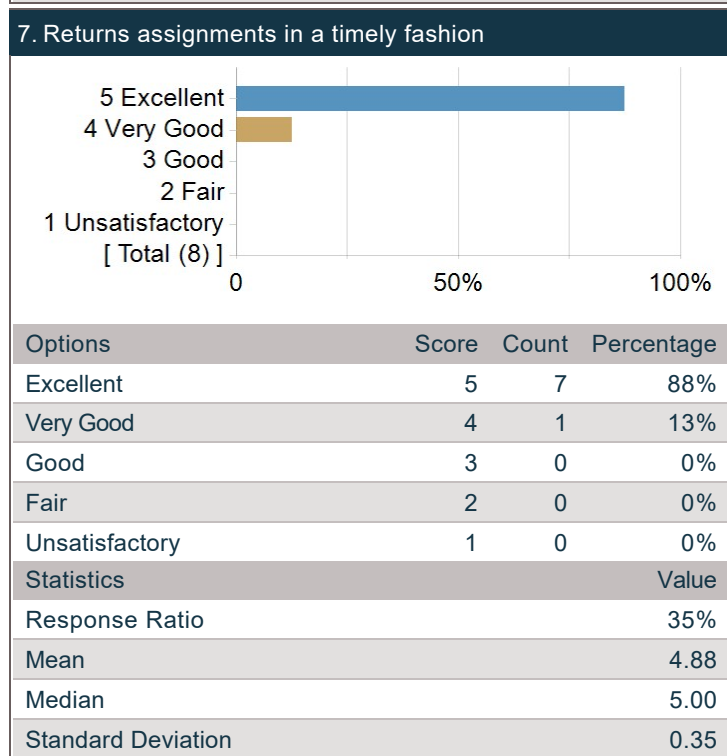 7. Returns assignments in a timely fashion
5 Excellent
4 Very Good
3 Good
2 Fair
1 Unsatisfactory
[ Total (8) ]
0 50% 100%
Options Score Count Percentage
Excellent 5 7 88%
Very Good 4 1 13%
Good 3 0 0%
Fair 2 0 0%
Unsatisfactory 1 0 0%
Statistics Value
Response Ratio 35%
Mean 4.88
Median 5.00
Standard Deviation 0.35